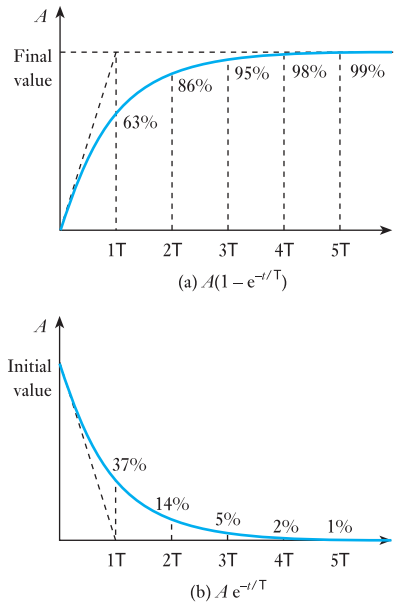 A
Final
value
63%
86%
95%
98%
99%
1T 2T 3T 4T 5T
(a) A(1 – e–t/T)
A
Initial
value
37%
14%
5%
2%
1%
1T 2T 3T 4T 5T
(b) A e–t/T